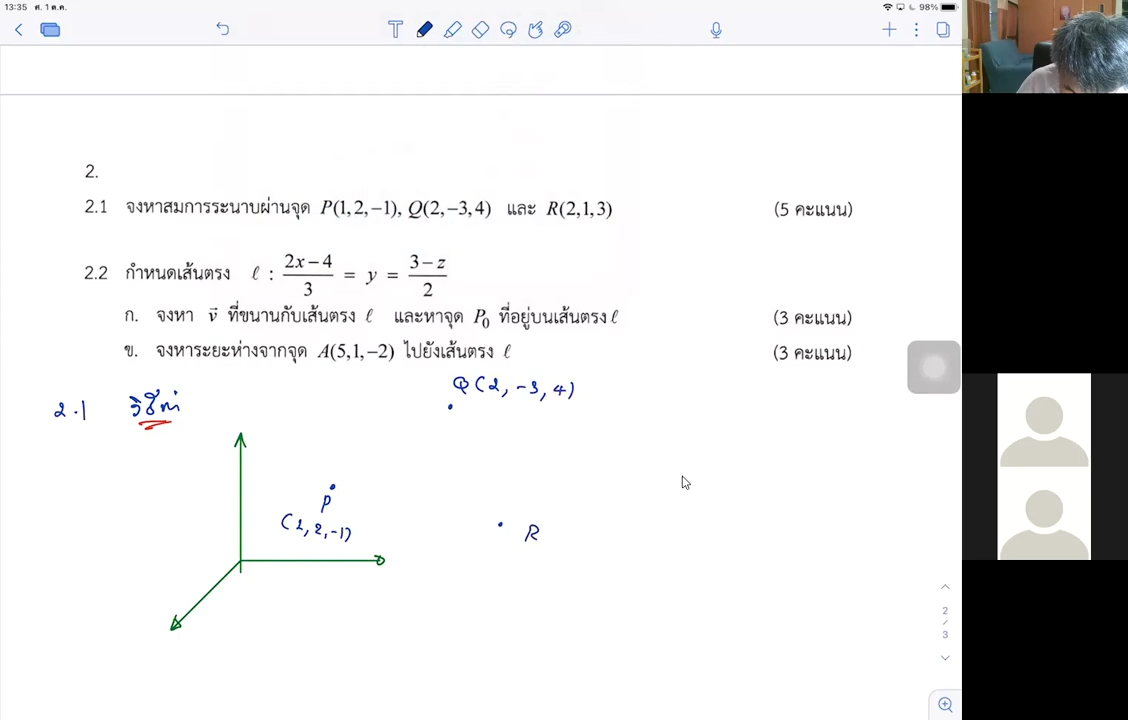 13:35 ศ. 1 ต.ค.
98%
2.
2.1 จงหาสมการระนาบผ่านจุด P(1,2,−1), Q(2,−3,4) และ R(2,1,3) (5 คะแนน)
2.2 กำหนดเส้นตรง ℓ : (2x−4)/3 = y = (3−z)/2
ก. จงหา v⃗ ที่ขนานกับเส้นตรง ℓ และหาจุด P₀ ที่อยู่บนเส้นตรง ℓ (3 คะแนน)
ข. จงหาระยะห่างจากจุด A(5,1,−2) ไปยังเส้นตรง ℓ (3 คะแนน)
Q(2,-3,4)
2.1 วิธีทำ
P
(2,2,-1)
R
2
/
3